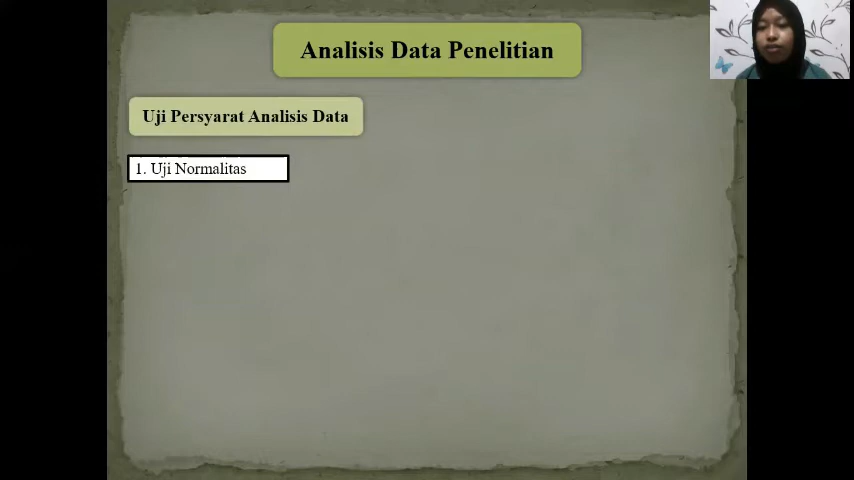 Analisis Data Penelitian
Uji Persyarat Analisis Data
1. Uji Normalitas